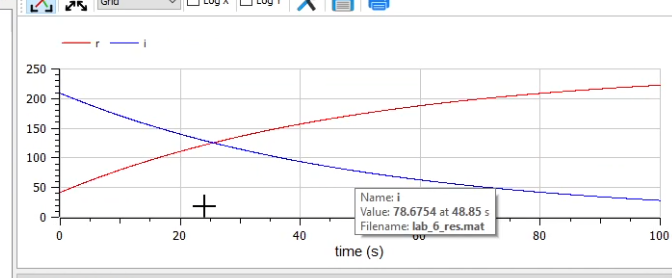 Grid
Log X
Log Y
r
i
250
200
150
100
50
0
0 20 40 60 80 100
time (s)
Name: i
Value: 78.6754 at 48.85 s
Filename: lab_6_res.mat